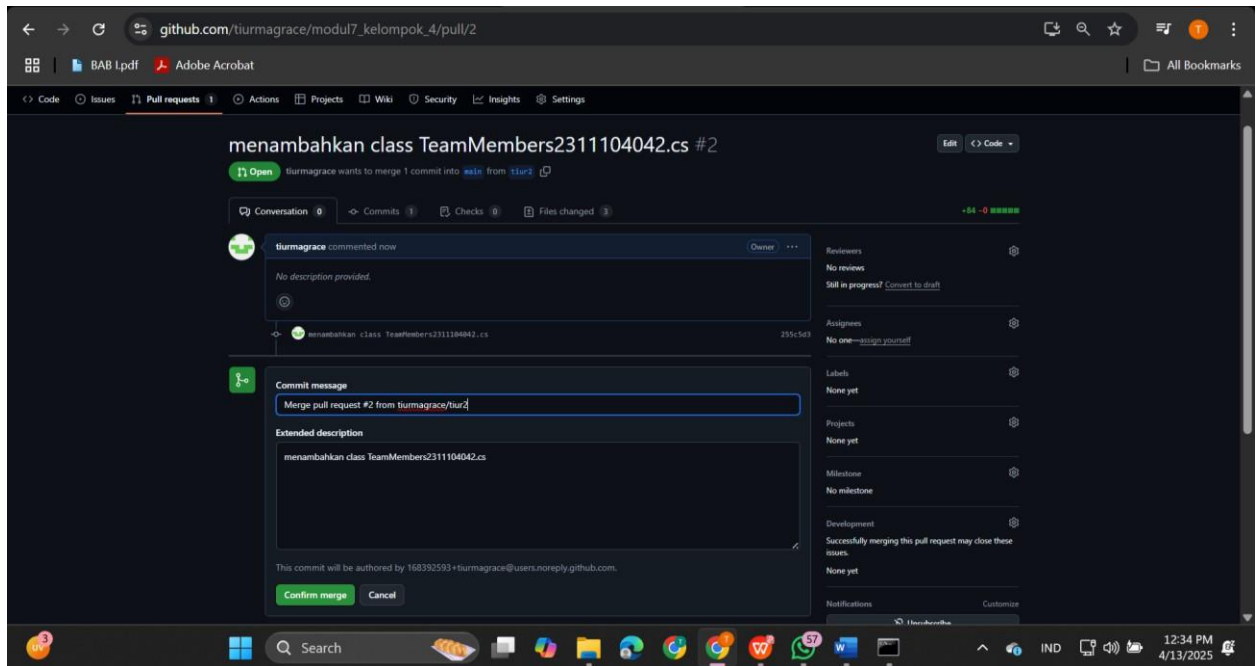 github.com/tiurmagrace/modul7_kelompok_4/pull/2
T
BAB I.pdf Adobe Acrobat All Bookmarks
Code Issues Pull requests 1 Actions Projects Wiki Security Insights Settings
menambahkan class TeamMembers2311104042.cs #2
Edit <> Code
Open tiurmagrace wants to merge 1 commit into main from tiur2
Conversation 0 Commits 1 Checks 0 Files changed 3 +84 -0
tiurmagrace commented now Owner ...
No description provided.
menambahkan class TeamMembers2311104042.cs 255c5d3
Commit message
Merge pull request #2 from tiurmagrace/tiur2
Extended description
menambahkan class TeamMembers2311104042.cs
This commit will be authored by 168392593+tiurmagrace@users.noreply.github.com.
Confirm merge Cancel
Reviewers
No reviews
Still in progress? Convert to draft
Assignees
No one—assign yourself
Labels
None yet
Projects
None yet
Milestone
No milestone
Development
Successfully merging this pull request may close these
issues.
None yet
Notifications Customize
Unsubscribe
3 Search 57 IND 12:34 PM
4/13/2025